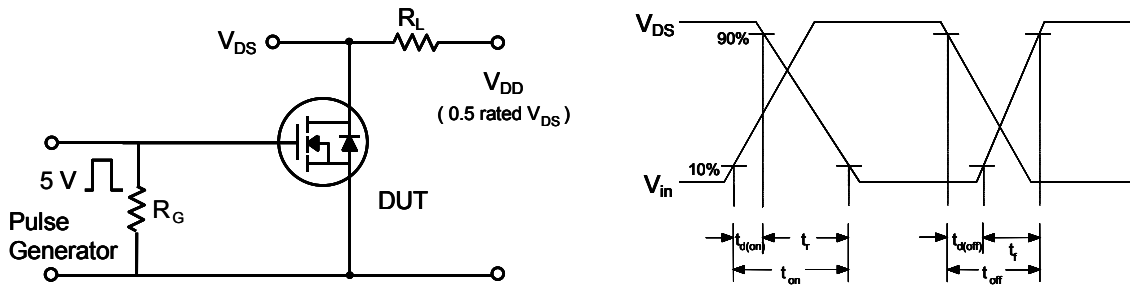 V_DS
R_L
V_DD
( 0.5 rated V_DS )
5 V
R_G
DUT
Pulse
Generator
V_DS
90%
10%
V_in
t_d(on)
t_r
t_on
t_d(off)
t_f
t_off